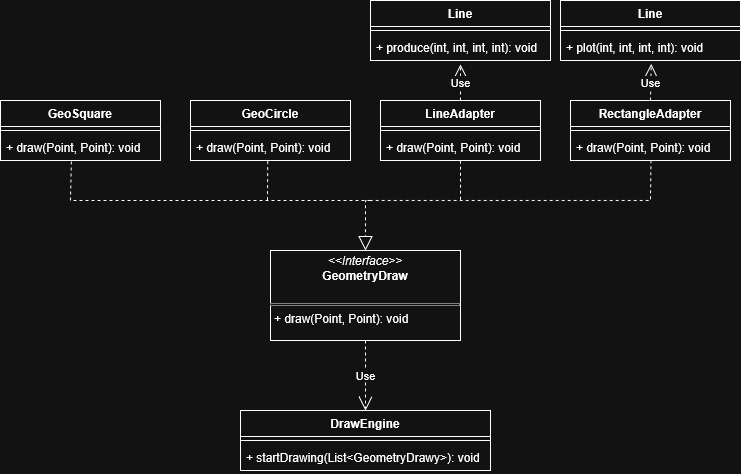 Line
+ produce(int, int, int, int): void
Line
+ plot(int, int, int, int): void
Use
Use
GeoSquare
+ draw(Point, Point): void
GeoCircle
+ draw(Point, Point): void
LineAdapter
+ draw(Point, Point): void
RectangleAdapter
+ draw(Point, Point): void
<<Interface>>
GeometryDraw
+ draw(Point, Point): void
Use
DrawEngine
+ startDrawing(List<GeometryDrawy>): void